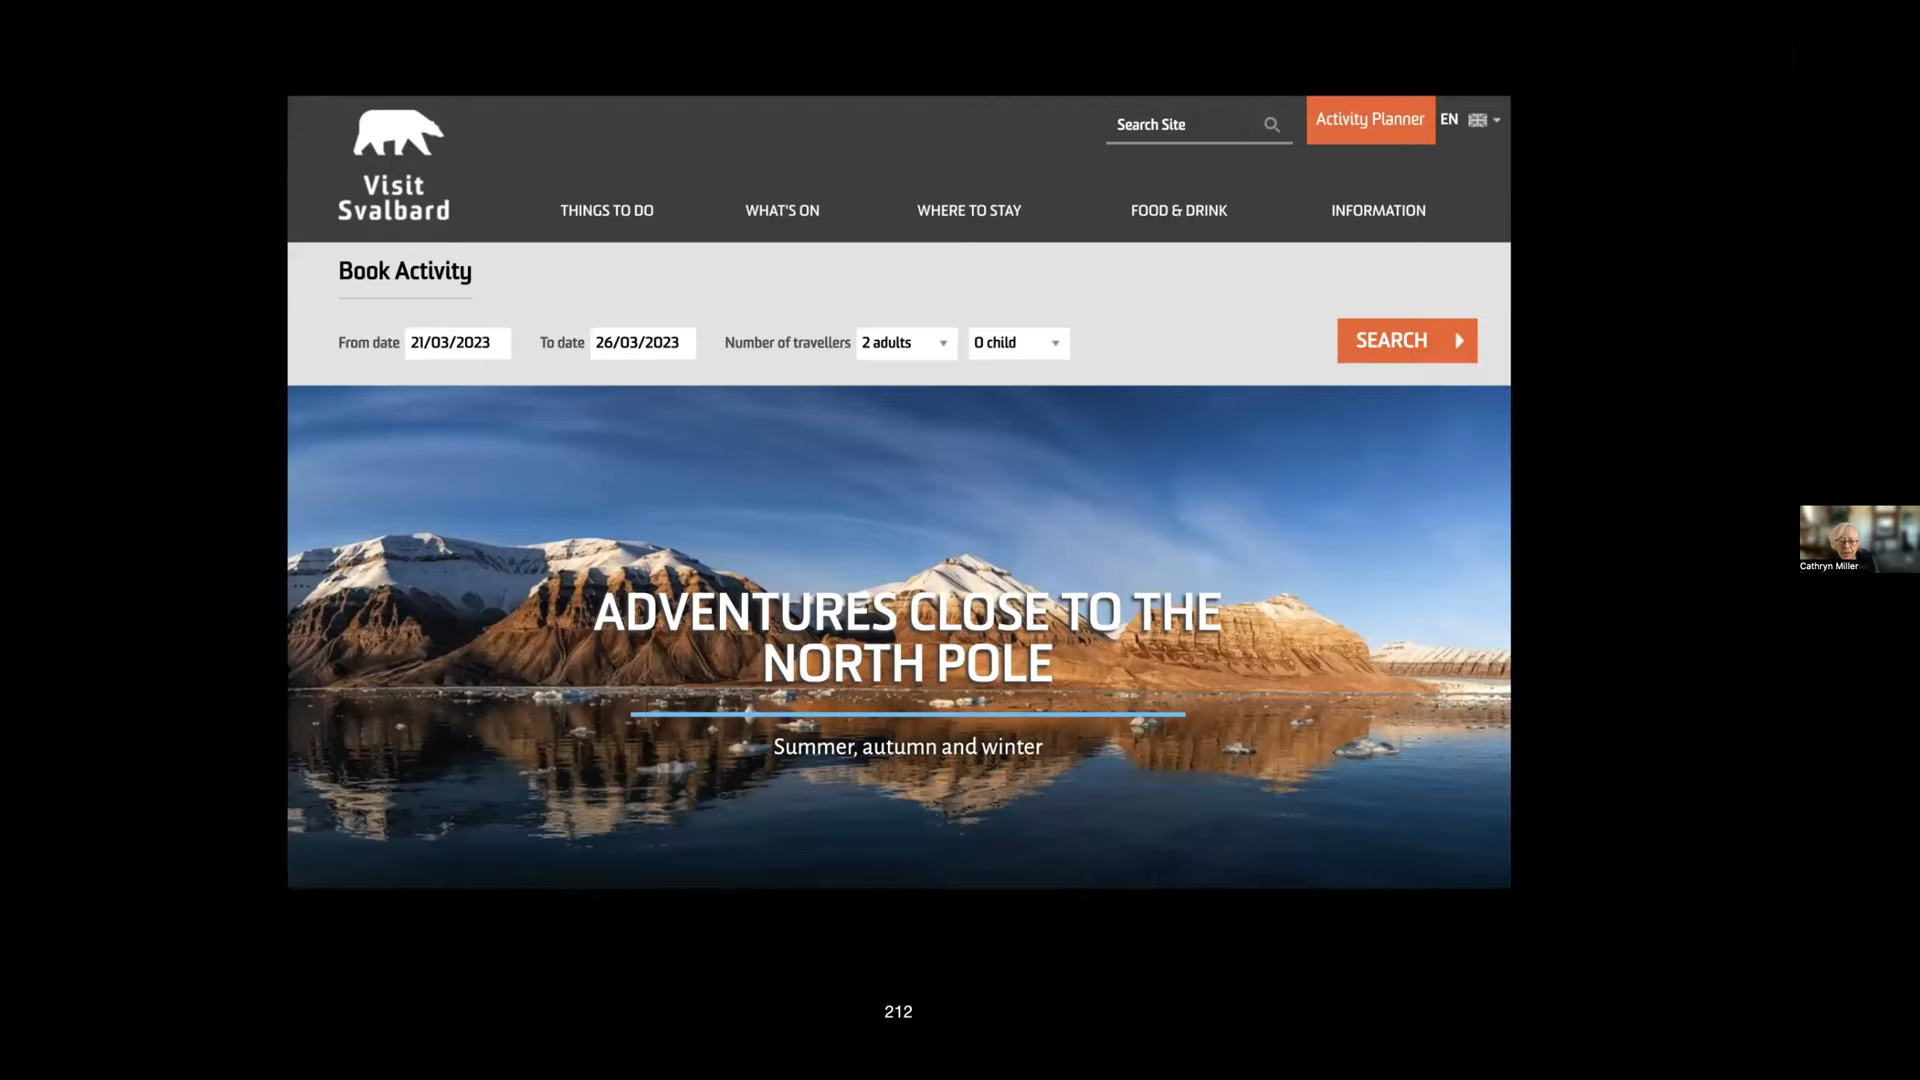 Search Site
Activity Planner
EN
Visit
Svalbard
THINGS TO DO
WHAT'S ON
WHERE TO STAY
FOOD & DRINK
INFORMATION
Book Activity
From date 21/03/2023
To date 26/03/2023
Number of travellers 2 adults
0 child
SEARCH
ADVENTURES CLOSE TO THE
NORTH POLE
Summer, autumn and winter
Cathryn Miller
212